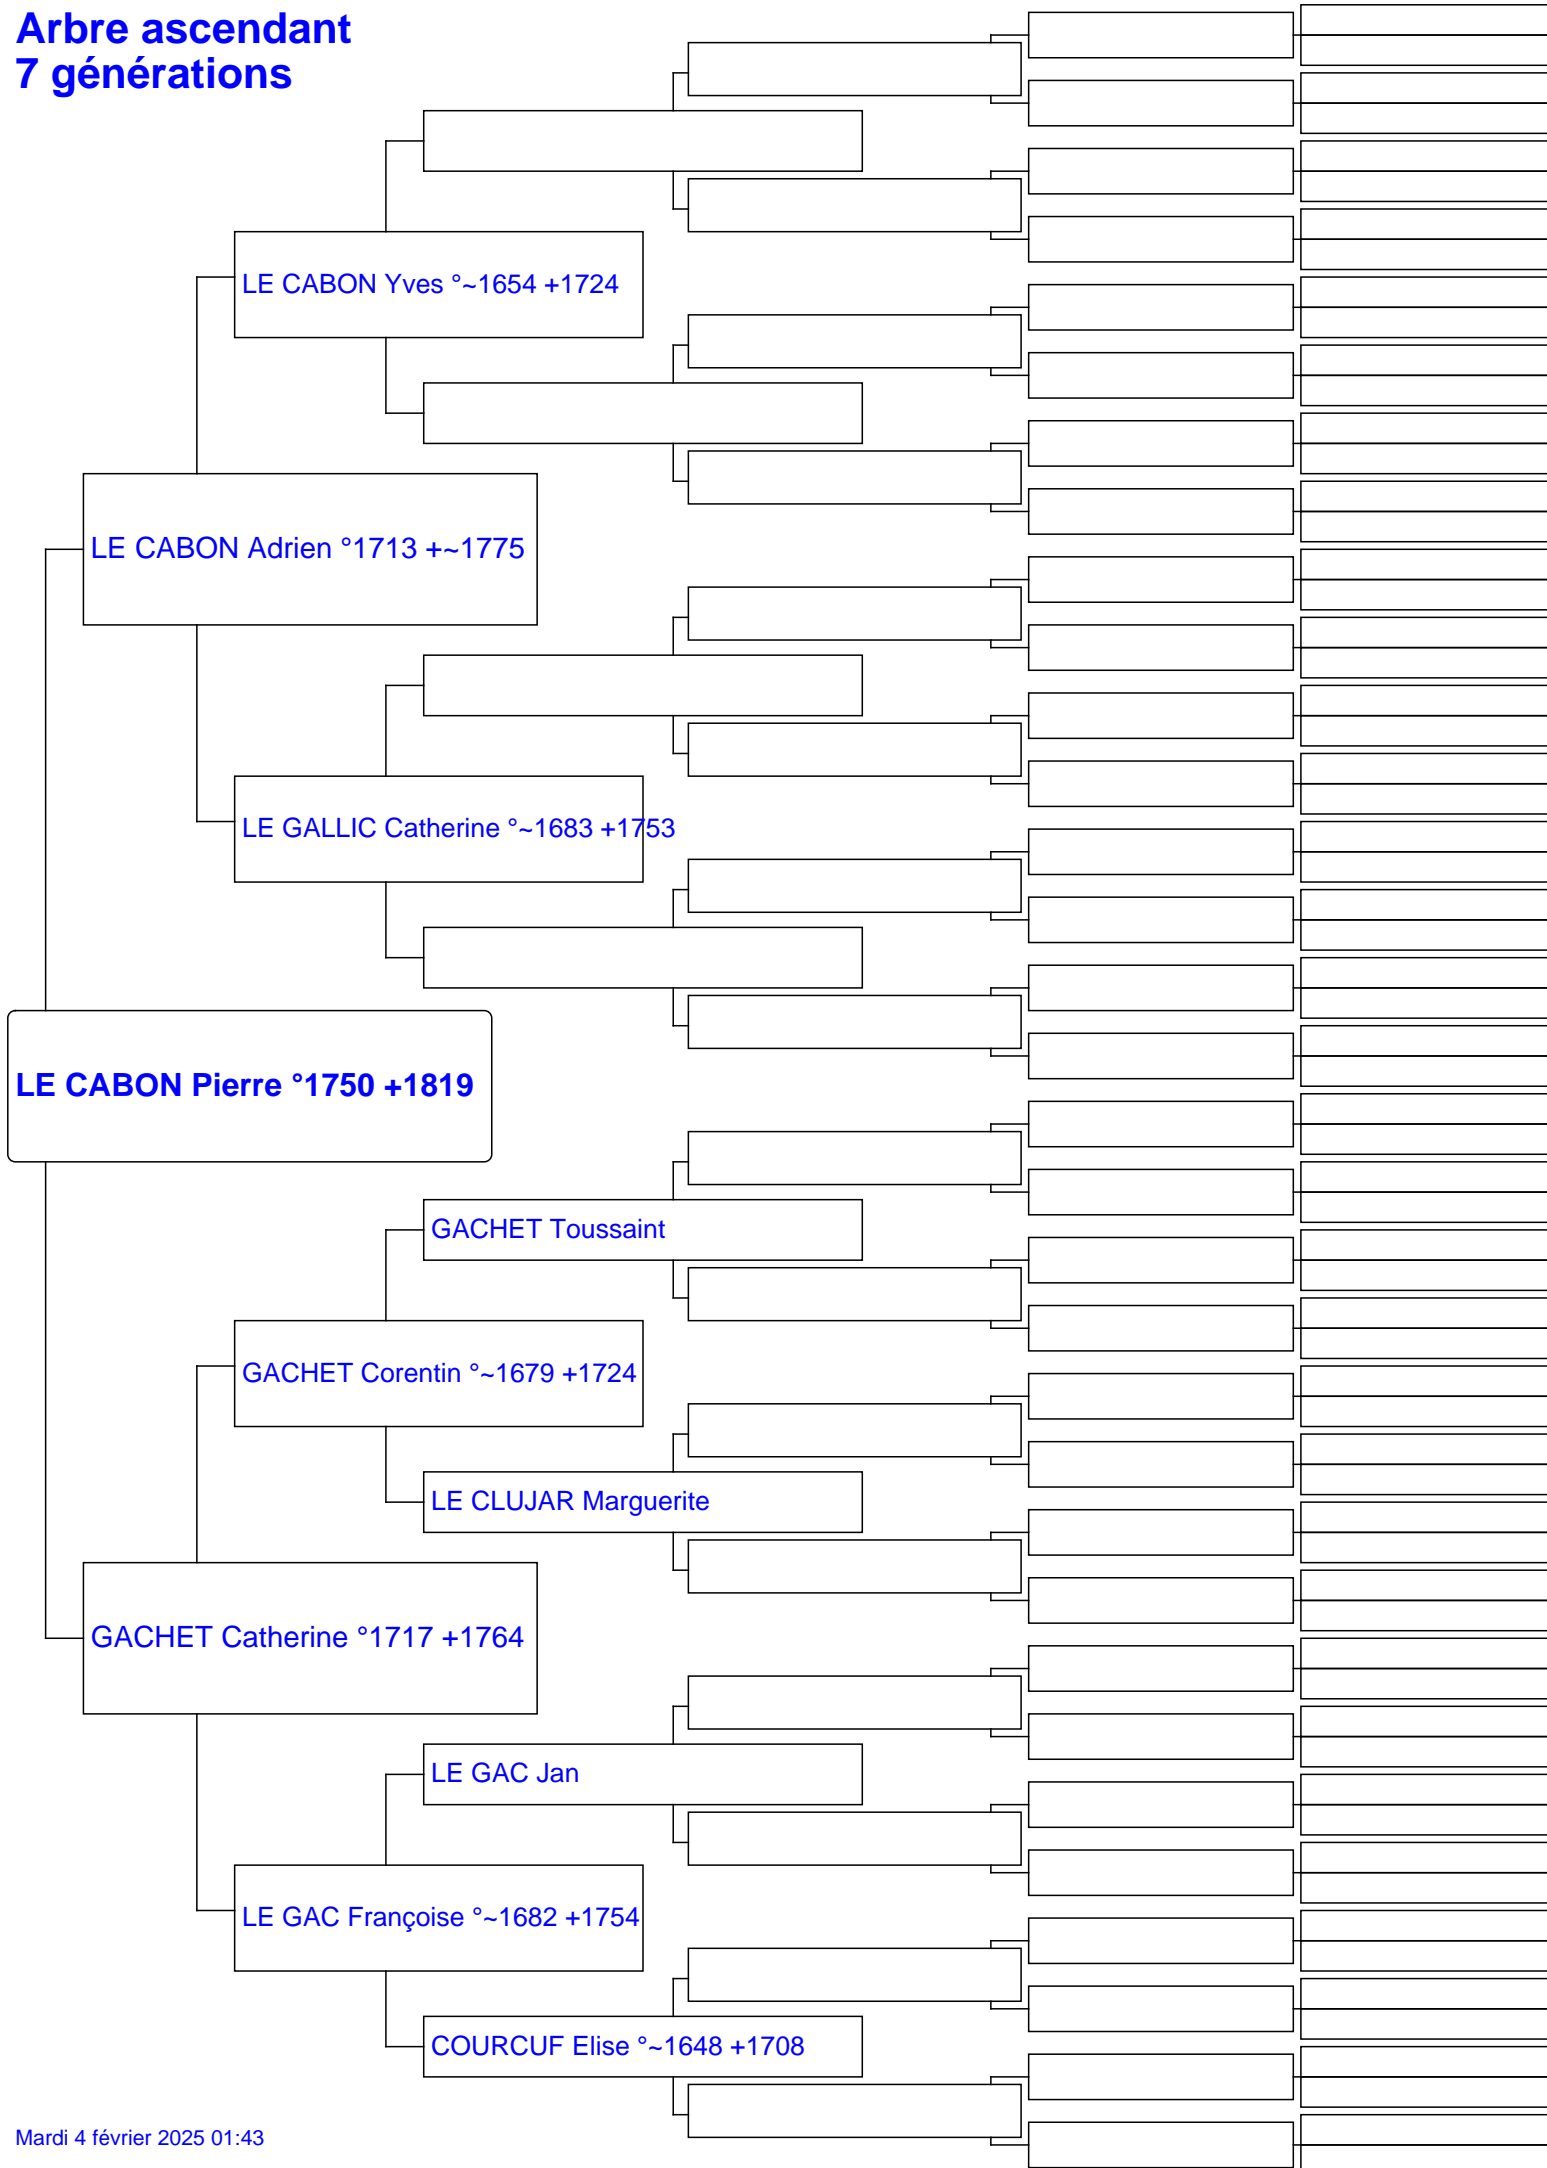 Arbre ascendant
7 générations
LE CABON Yves °~1654 +1724
LE CABON Adrien °1713 +~1775
LE GALLIC Catherine °~1683 +1753
LE CABON Pierre °1750 +1819
GACHET Toussaint
GACHET Corentin °~1679 +1724
LE CLUJAR Marguerite
GACHET Catherine °1717 +1764
LE GAC Jan
LE GAC Françoise °~1682 +1754
COURCUF Elise °~1648 +1708
Mardi 4 février 2025 01:43